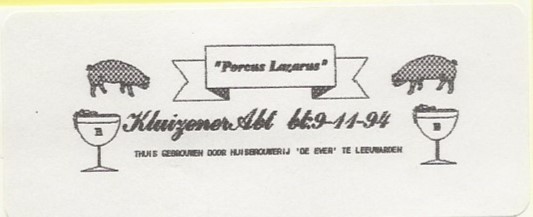 "Porcus Lazarus"
KluizenerAbt bt:9-11-94
B B
THUIS GEBROUWEN DOOR HUISBROUWERIJ 'DE EVER' TE LEEUWARDEN